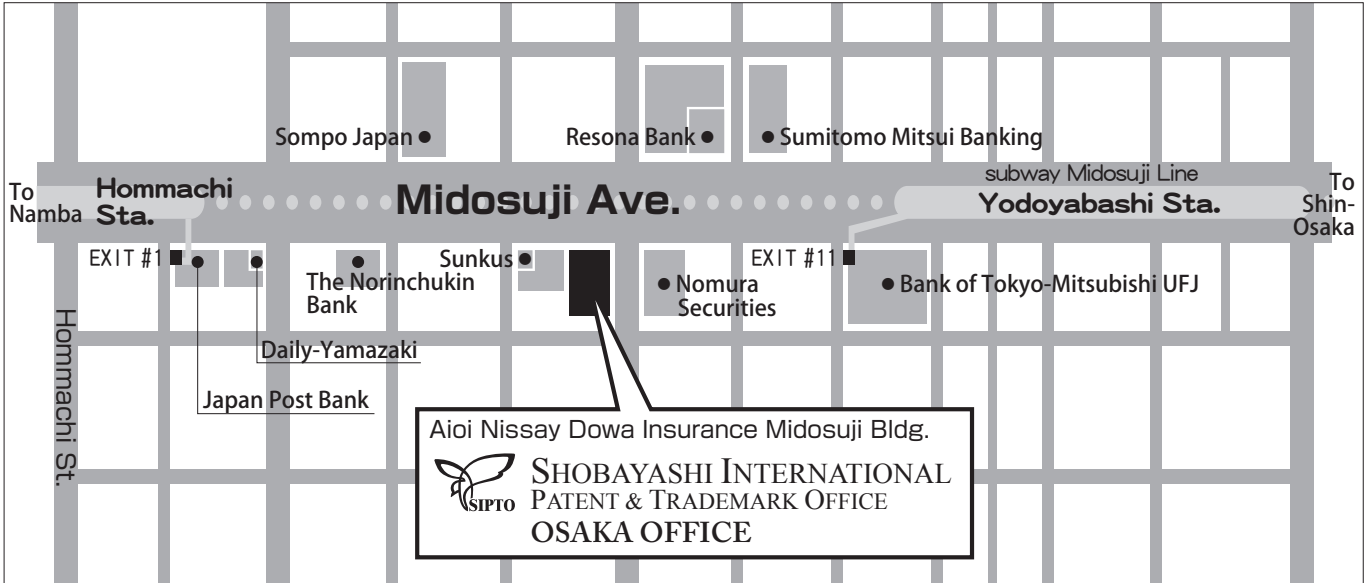 Sompo Japan
Resona Bank
Sumitomo Mitsui Banking
To
Namba
Hommachi
Sta.
Midosuji Ave.
subway Midosuji Line
Yodoyabashi Sta.
To
Shin-
Osaka
EXIT #1
The Norinchukin
Bank
Sunkus
Nomura
Securities
EXIT #11
Bank of Tokyo-Mitsubishi UFJ
Hommachi St.
Daily-Yamazaki
Japan Post Bank
Aioi Nissay Dowa Insurance Midosuji Bldg.
SIPTO
SHOBAYASHI INTERNATIONAL
PATENT & TRADEMARK OFFICE
OSAKA OFFICE